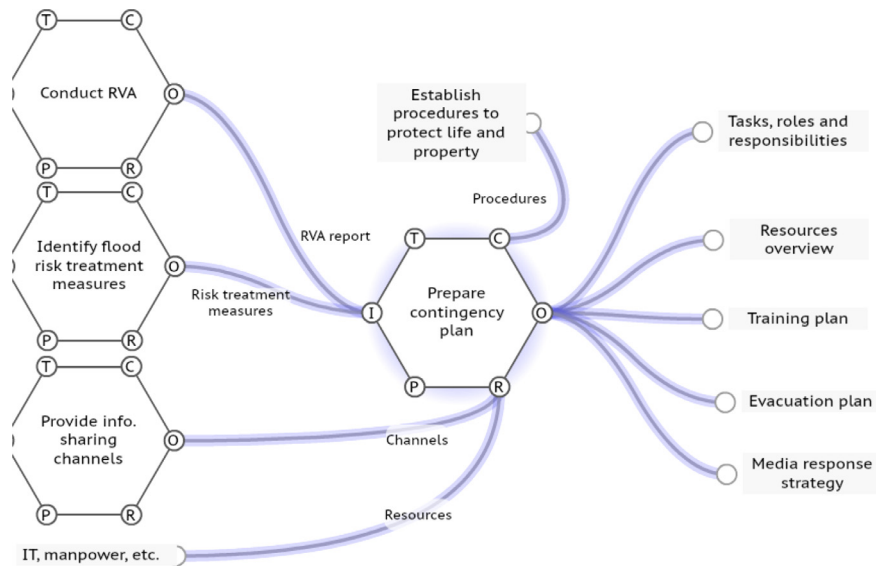 T
C
Conduct RVA
O
P
R
T
C
Identify flood
risk treatment
measures
O
P
R
T
C
Provide info.
sharing
channels
O
P
R
IT, manpower, etc.
RVA report
Risk treatment
measures
Channels
Resources
Establish
procedures to
protect life and
property
Procedures
T
C
I
Prepare
contingency
plan
O
P
R
Tasks, roles and
responsibilities
Resources
overview
Training plan
Evacuation plan
Media response
strategy